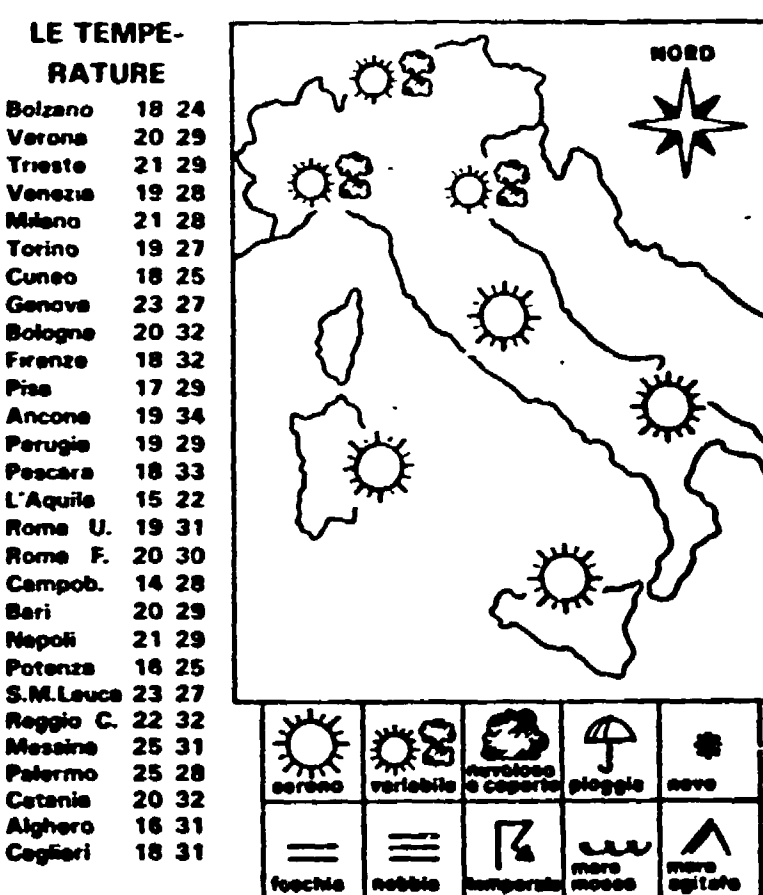 LE TEMPE-
RATURE
Bolzano 18 24
Verona 20 29
Trieste 21 29
Venezia 19 28
Milano 21 28
Torino 19 27
Cuneo 18 25
Genova 23 27
Bologna 20 32
Firenze 18 32
Pisa 17 29
Ancona 19 34
Perugia 19 29
Pescara 18 33
L'Aquila 15 22
Roma U. 19 31
Roma F. 20 30
Campob. 14 28
Bari 20 29
Napoli 21 29
Potenza 16 25
S.M.Leuca 23 27
Reggio C. 22 32
Messina 25 31
Palermo 25 28
Catania 20 32
Alghero 16 31
Cagliari 18 31
NORD
sereno
variabile
nuvoloso
o coperto
pioggia
neve
foschia
nebbia
temporale
mare
mosso
mare
agitato